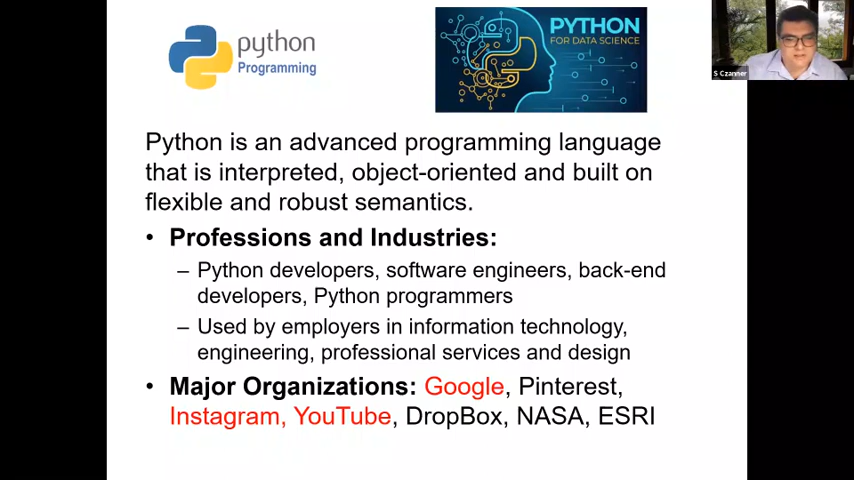 python
Programming
PYTHON
FOR DATA SCIENCE
S Czanner
Python is an advanced programming language
that is interpreted, object-oriented and built on
flexible and robust semantics.
• Professions and Industries:
– Python developers, software engineers, back-end
developers, Python programmers
– Used by employers in information technology,
engineering, professional services and design
• Major Organizations: Google, Pinterest,
Instagram, YouTube, DropBox, NASA, ESRI